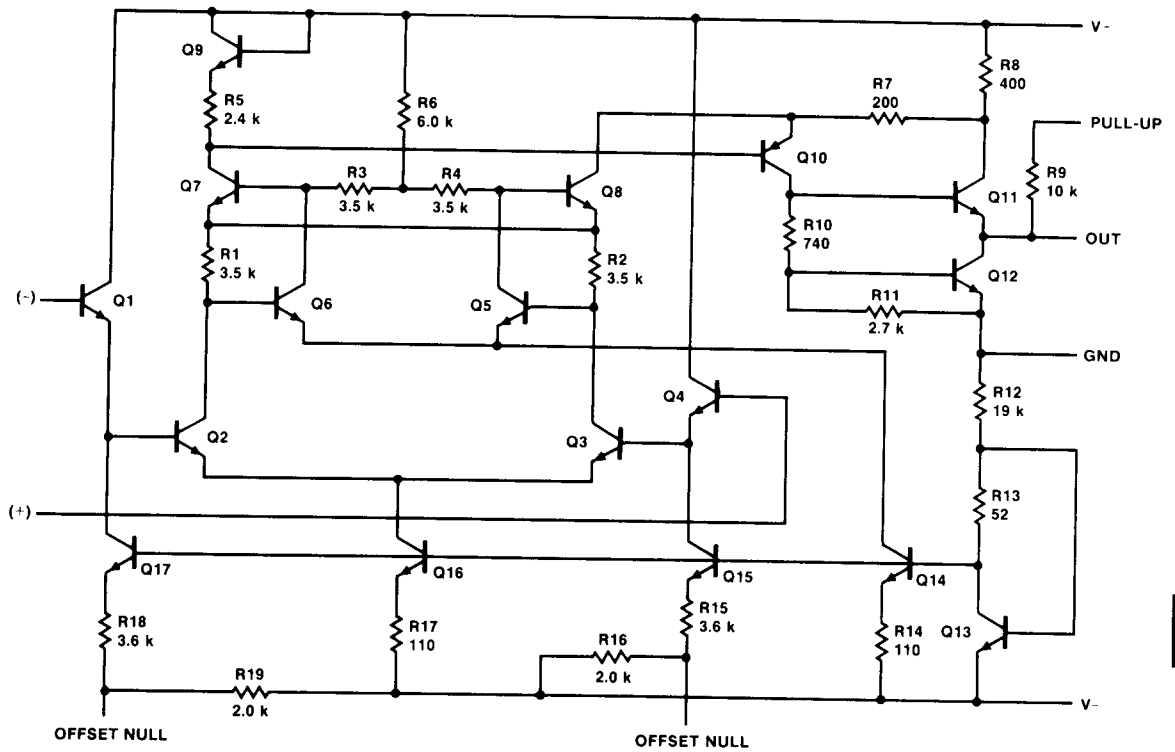 V-
Q9
R8
400
R7
200
R5
2.4 k
R6
6.0 k
PULL-UP
Q10
R3
3.5 k
R4
3.5 k
Q7
Q8
R9
10 k
Q11
R10
740
OUT
R1
3.5 k
R2
3.5 k
Q12
(-)
Q1
Q6
Q5
R11
2.7 k
GND
Q4
R12
19 k
Q2
Q3
R13
52
(+)
Q17
Q16
Q15
Q14
R18
3.6 k
R17
110
R15
3.6 k
R14
110
Q13
R16
2.0 k
R19
2.0 k
V-
OFFSET NULL
OFFSET NULL